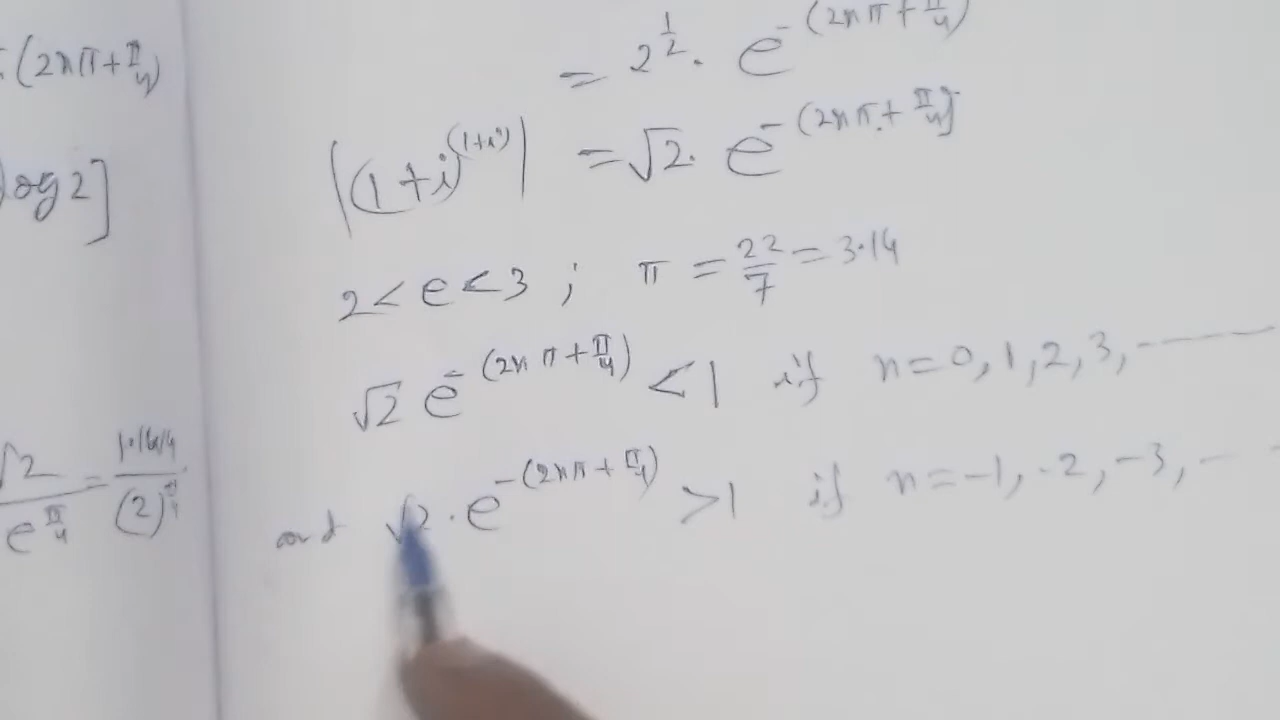 (2nπ+π/4)
log 2]
√2/e^(π/4) = 1.414/(2)^(π/4)
= 2^(1/2) . e^-(2nπ+π/4)
|(1+i)^(1+i)| = √2. e^-(2nπ+π/4)
2<e<3 ; π = 22/7 = 3.14
√2 e^-(2nπ+π/4) <1 if n=0,1,2,3,
and √2 . e^-(2nπ+π/4) >1 if n=-1,-2,-3,